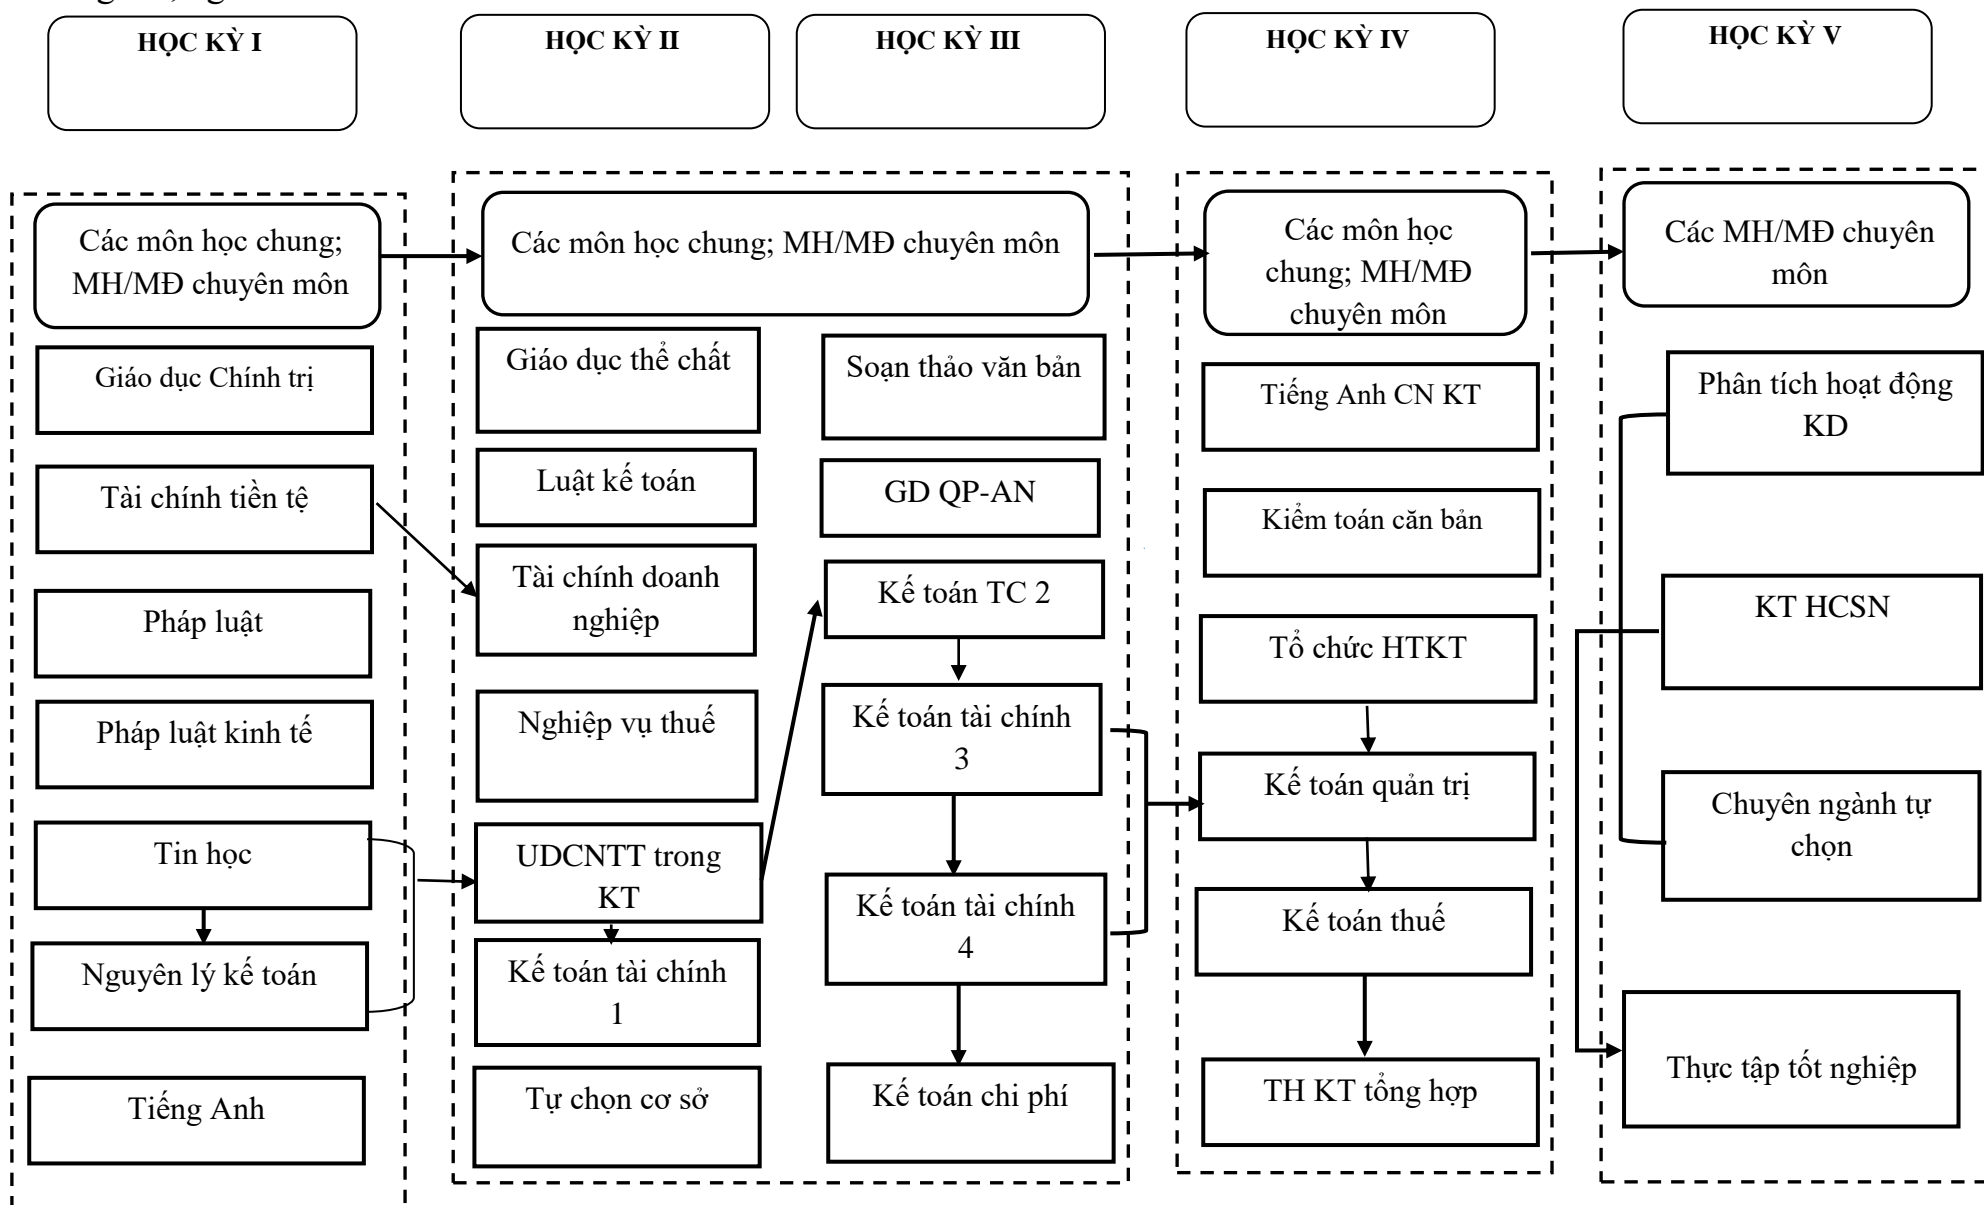 HỌC KỲ I
HỌC KỲ II
HỌC KỲ III
HỌC KỲ IV
HỌC KỲ V
Các môn học chung;
MH/MĐ chuyên môn
Giáo dục Chính trị
Tài chính tiền tệ
Pháp luật
Pháp luật kinh tế
Tin học
Nguyên lý kế toán
Tiếng Anh
Các môn học chung; MH/MĐ chuyên môn
Giáo dục thể chất
Luật kế toán
Tài chính doanh
nghiệp
Nghiệp vụ thuế
UDCNTT trong
KT
Kế toán tài chính
1
Tự chọn cơ sở
Soạn thảo văn bản
GD QP-AN
Kế toán TC 2
Kế toán tài chính
3
Kế toán tài chính
4
Kế toán chi phí
Các môn học
chung; MH/MĐ
chuyên môn
Tiếng Anh CN KT
Kiểm toán căn bản
Tổ chức HTKT
Kế toán quản trị
Kế toán thuế
TH KT tổng hợp
Các MH/MĐ chuyên
môn
Phân tích hoạt động
KD
KT HCSN
Chuyên ngành tự
chọn
Thực tập tốt nghiệp